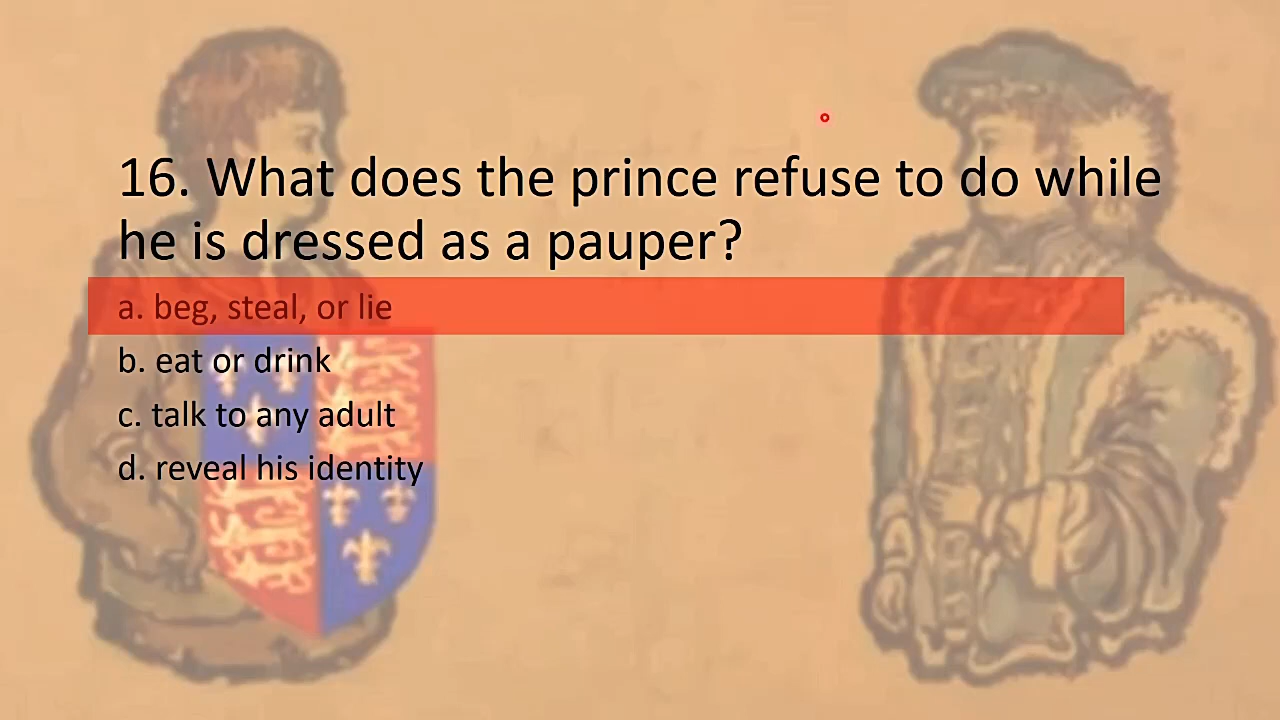 16. What does the prince refuse to do while
he is dressed as a pauper?
a. beg, steal, or lie
b. eat or drink
c. talk to any adult
d. reveal his identity